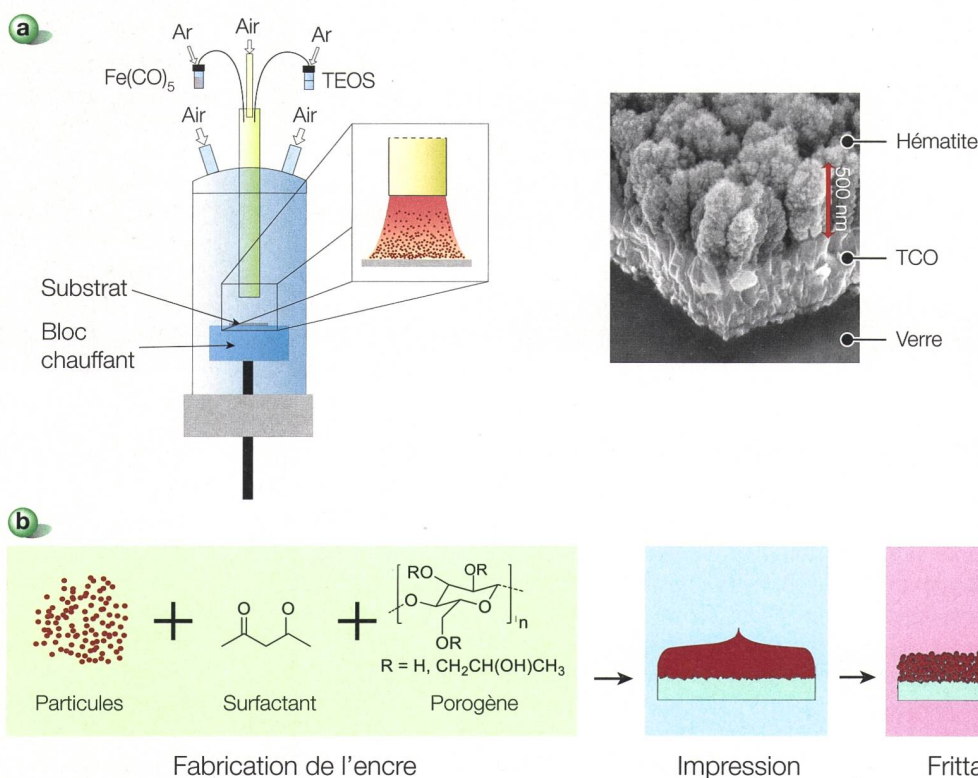 a
Air
Ar
Ar
Fe(CO)5
TEOS
Air
Air
Substrat
Bloc
chauffant
Hématite
500 nm
TCO
Verre
b
O
O
RO
OR
O
O
OR
n
R = H, CH2CH(OH)CH3
Particules
Surfactant
Porogène
Fabrication de l'encre
Impression
Fritta